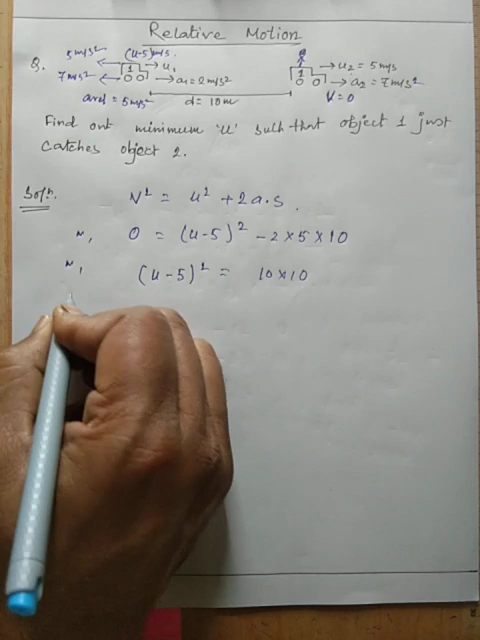 Relative Motion
5m/s² (u-5)m/s.
Q. 1 → u₁ 1 → u₂ = 5m/s
7m/s² ← → a₁ = 2m/s² → a₂ = 7m/s²
arel = 5m/s² d = 10m V = 0
Find out minimum 'u' such that object 1 just
catches object 2.
Solⁿ. V² = u² + 2a.s.
0 = (u-5)² - 2×5×10
(u-5)² = 10×10